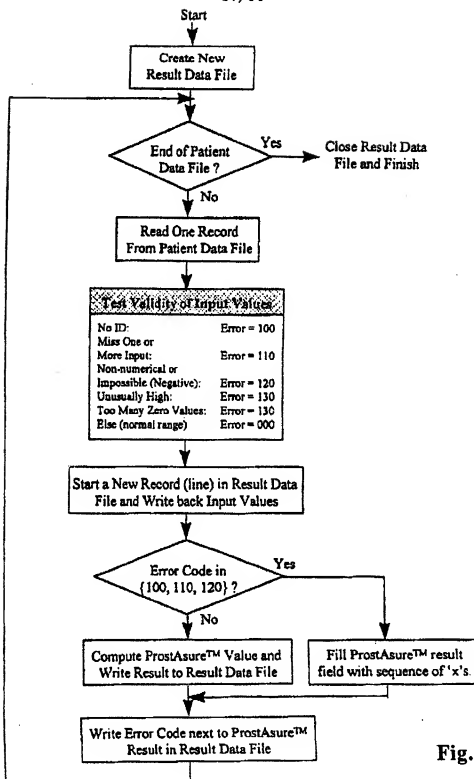 Start
Create New
Result Data File
End of Patient
Data File ?
Yes
Close Result Data
File and Finish
No
Read One Record
From Patient Data File
Test Validity of Input Values
No ID: Error = 100
Miss One or
More Input: Error = 110
Non-numerical or
Impossible (Negative): Error = 120
Unusually High: Error = 130
Too Many Zero Values: Error = 130
Else (normal range) Error = 000
Start a New Record (line) in Result Data
File and Write back Input Values
Error Code in
{100, 110, 120} ?
Yes
No
Compute ProstAsure™ Value and
Write Result to Result Data File
Fill ProstAsure™ result
field with sequence of 'x's.
Write Error Code next to ProstAsure™
Result in Result Data File
Fig.